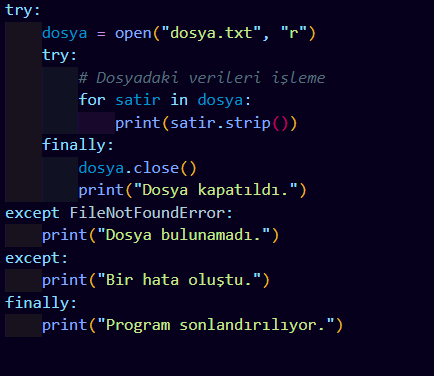 try:
    dosya = open("dosya.txt", "r")
    try:
        # Dosyadaki verileri işleme
        for satir in dosya:
            print(satir.strip())
    finally:
        dosya.close()
        print("Dosya kapatıldı.")
except FileNotFoundError:
    print("Dosya bulunamadı.")
except:
    print("Bir hata oluştu.")
finally:
    print("Program sonlandırılıyor.")